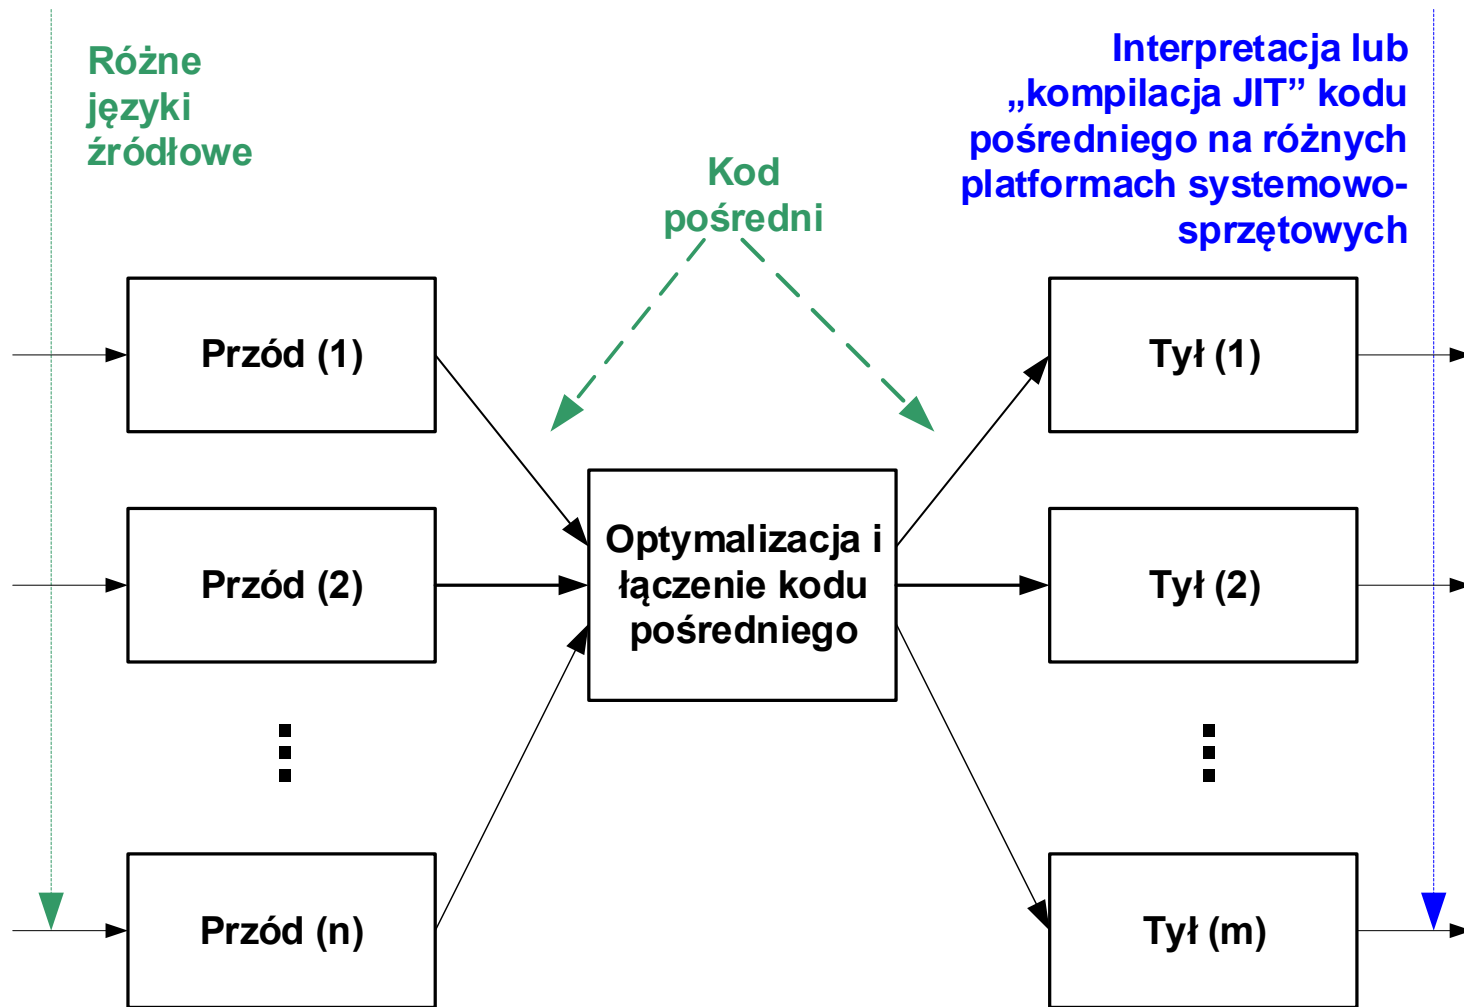 Różne
języki
źródłowe
Interpretacja lub
„kompilacja JIT” kodu
pośredniego na różnych
platformach systemowo-
sprzętowych
Kod
pośredni
Przód (1)
Tył (1)
Przód (2)
Optymalizacja i
łączenie kodu
pośredniego
Tył (2)
Przód (n)
Tył (m)